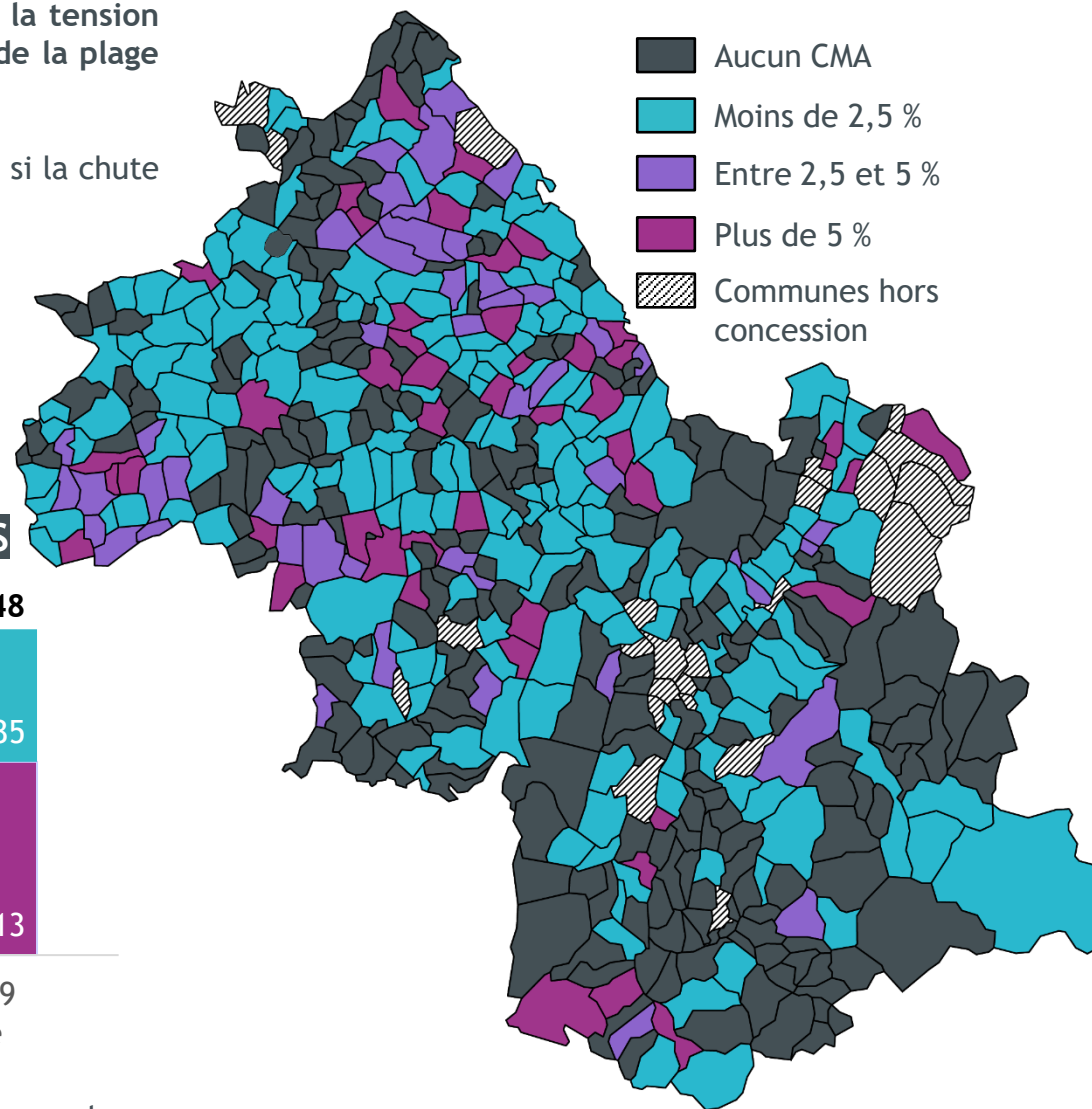 la tension
de la plage
si la chute
Aucun CMA
Moins de 2,5 %
Entre 2,5 et 5 %
Plus de 5 %
Communes hors
concession
S
48
85
13
9